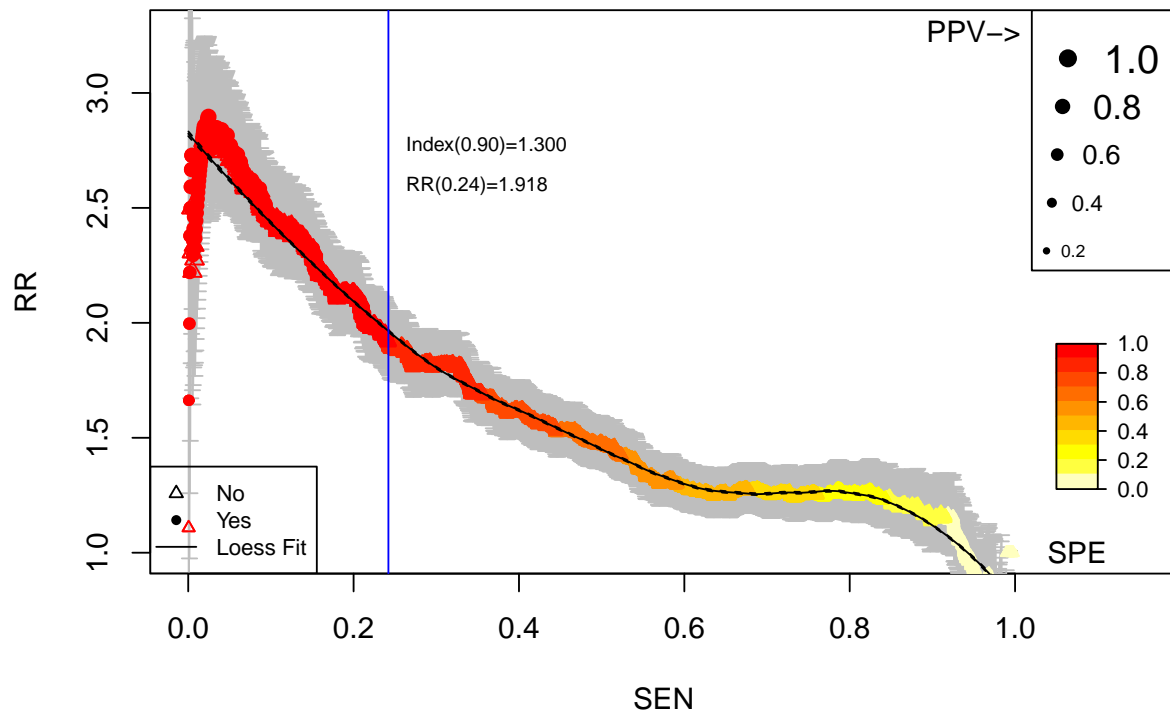 PPV−>
1.0
0.8
0.6
0.4
0.2
Index(0.90)=1.300
RR(0.24)=1.918
RR
3.0
2.5
2.0
1.5
1.0
1.0
0.8
0.6
0.4
0.2
0.0
SPE
No
Yes
Loess Fit
0.0 0.2 0.4 0.6 0.8 1.0
SEN